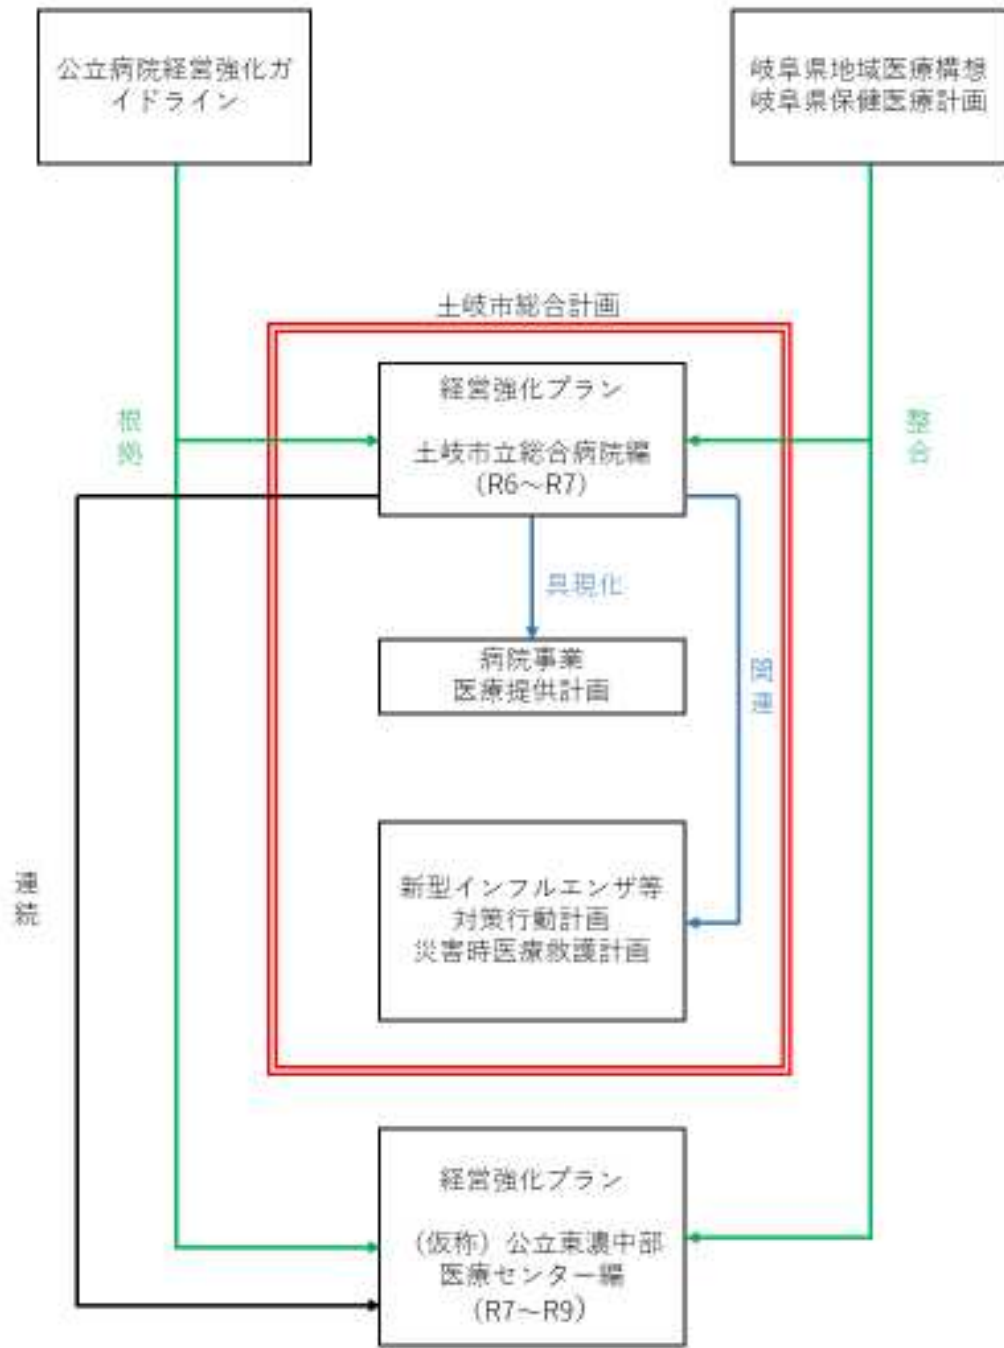 公立病院経営強化ガ
イドライン
岐阜県地域医療構想
岐阜県保健医療計画
土岐市総合計画
経営強化プラン
土岐市立総合病院編
（R6～R7）
根拠
整合
具現化
病院事業
医療提供計画
関連
新型インフルエンザ等
対策行動計画
災害時医療救護計画
連続
経営強化プラン
（仮称）公立東濃中部
医療センター編
（R7～R9）